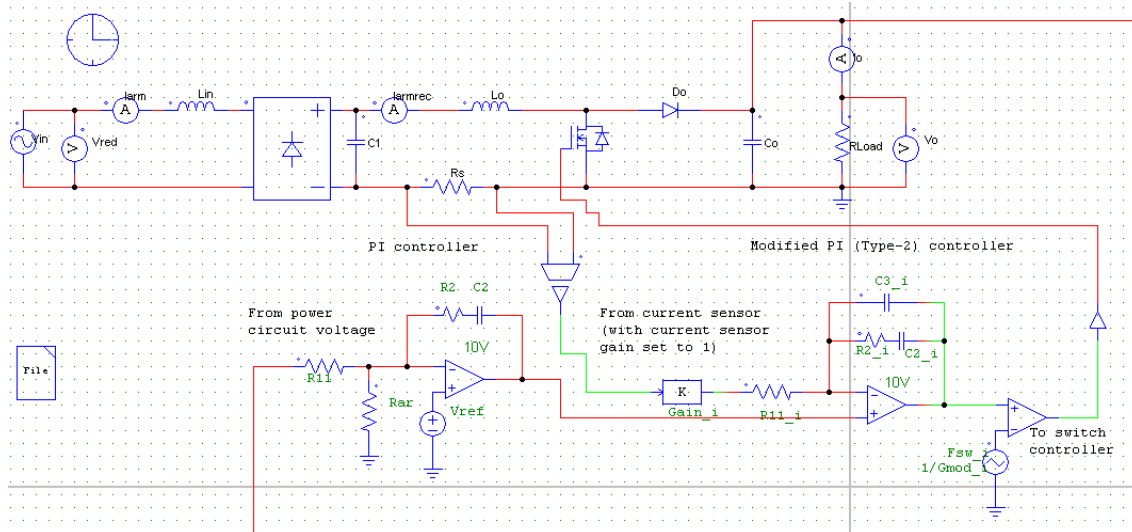 Iarm
Lin
Iarmrec
Lo
Do
Io
A
A
A
Vin
V
Vred
+
C1
Co
RLoad
V
Vo
Rs
PI controller
Modified PI (Type-2) controller
C3_i
R2
C2
From power
circuit voltage
From current sensor
(with current sensor
gain set to 1)
R2_i
C2_i
10V
10V
File
R11
Rar
Vref
K
Gain_i
R11_i
To switch
controller
Fsw_i
1/Gmod_i